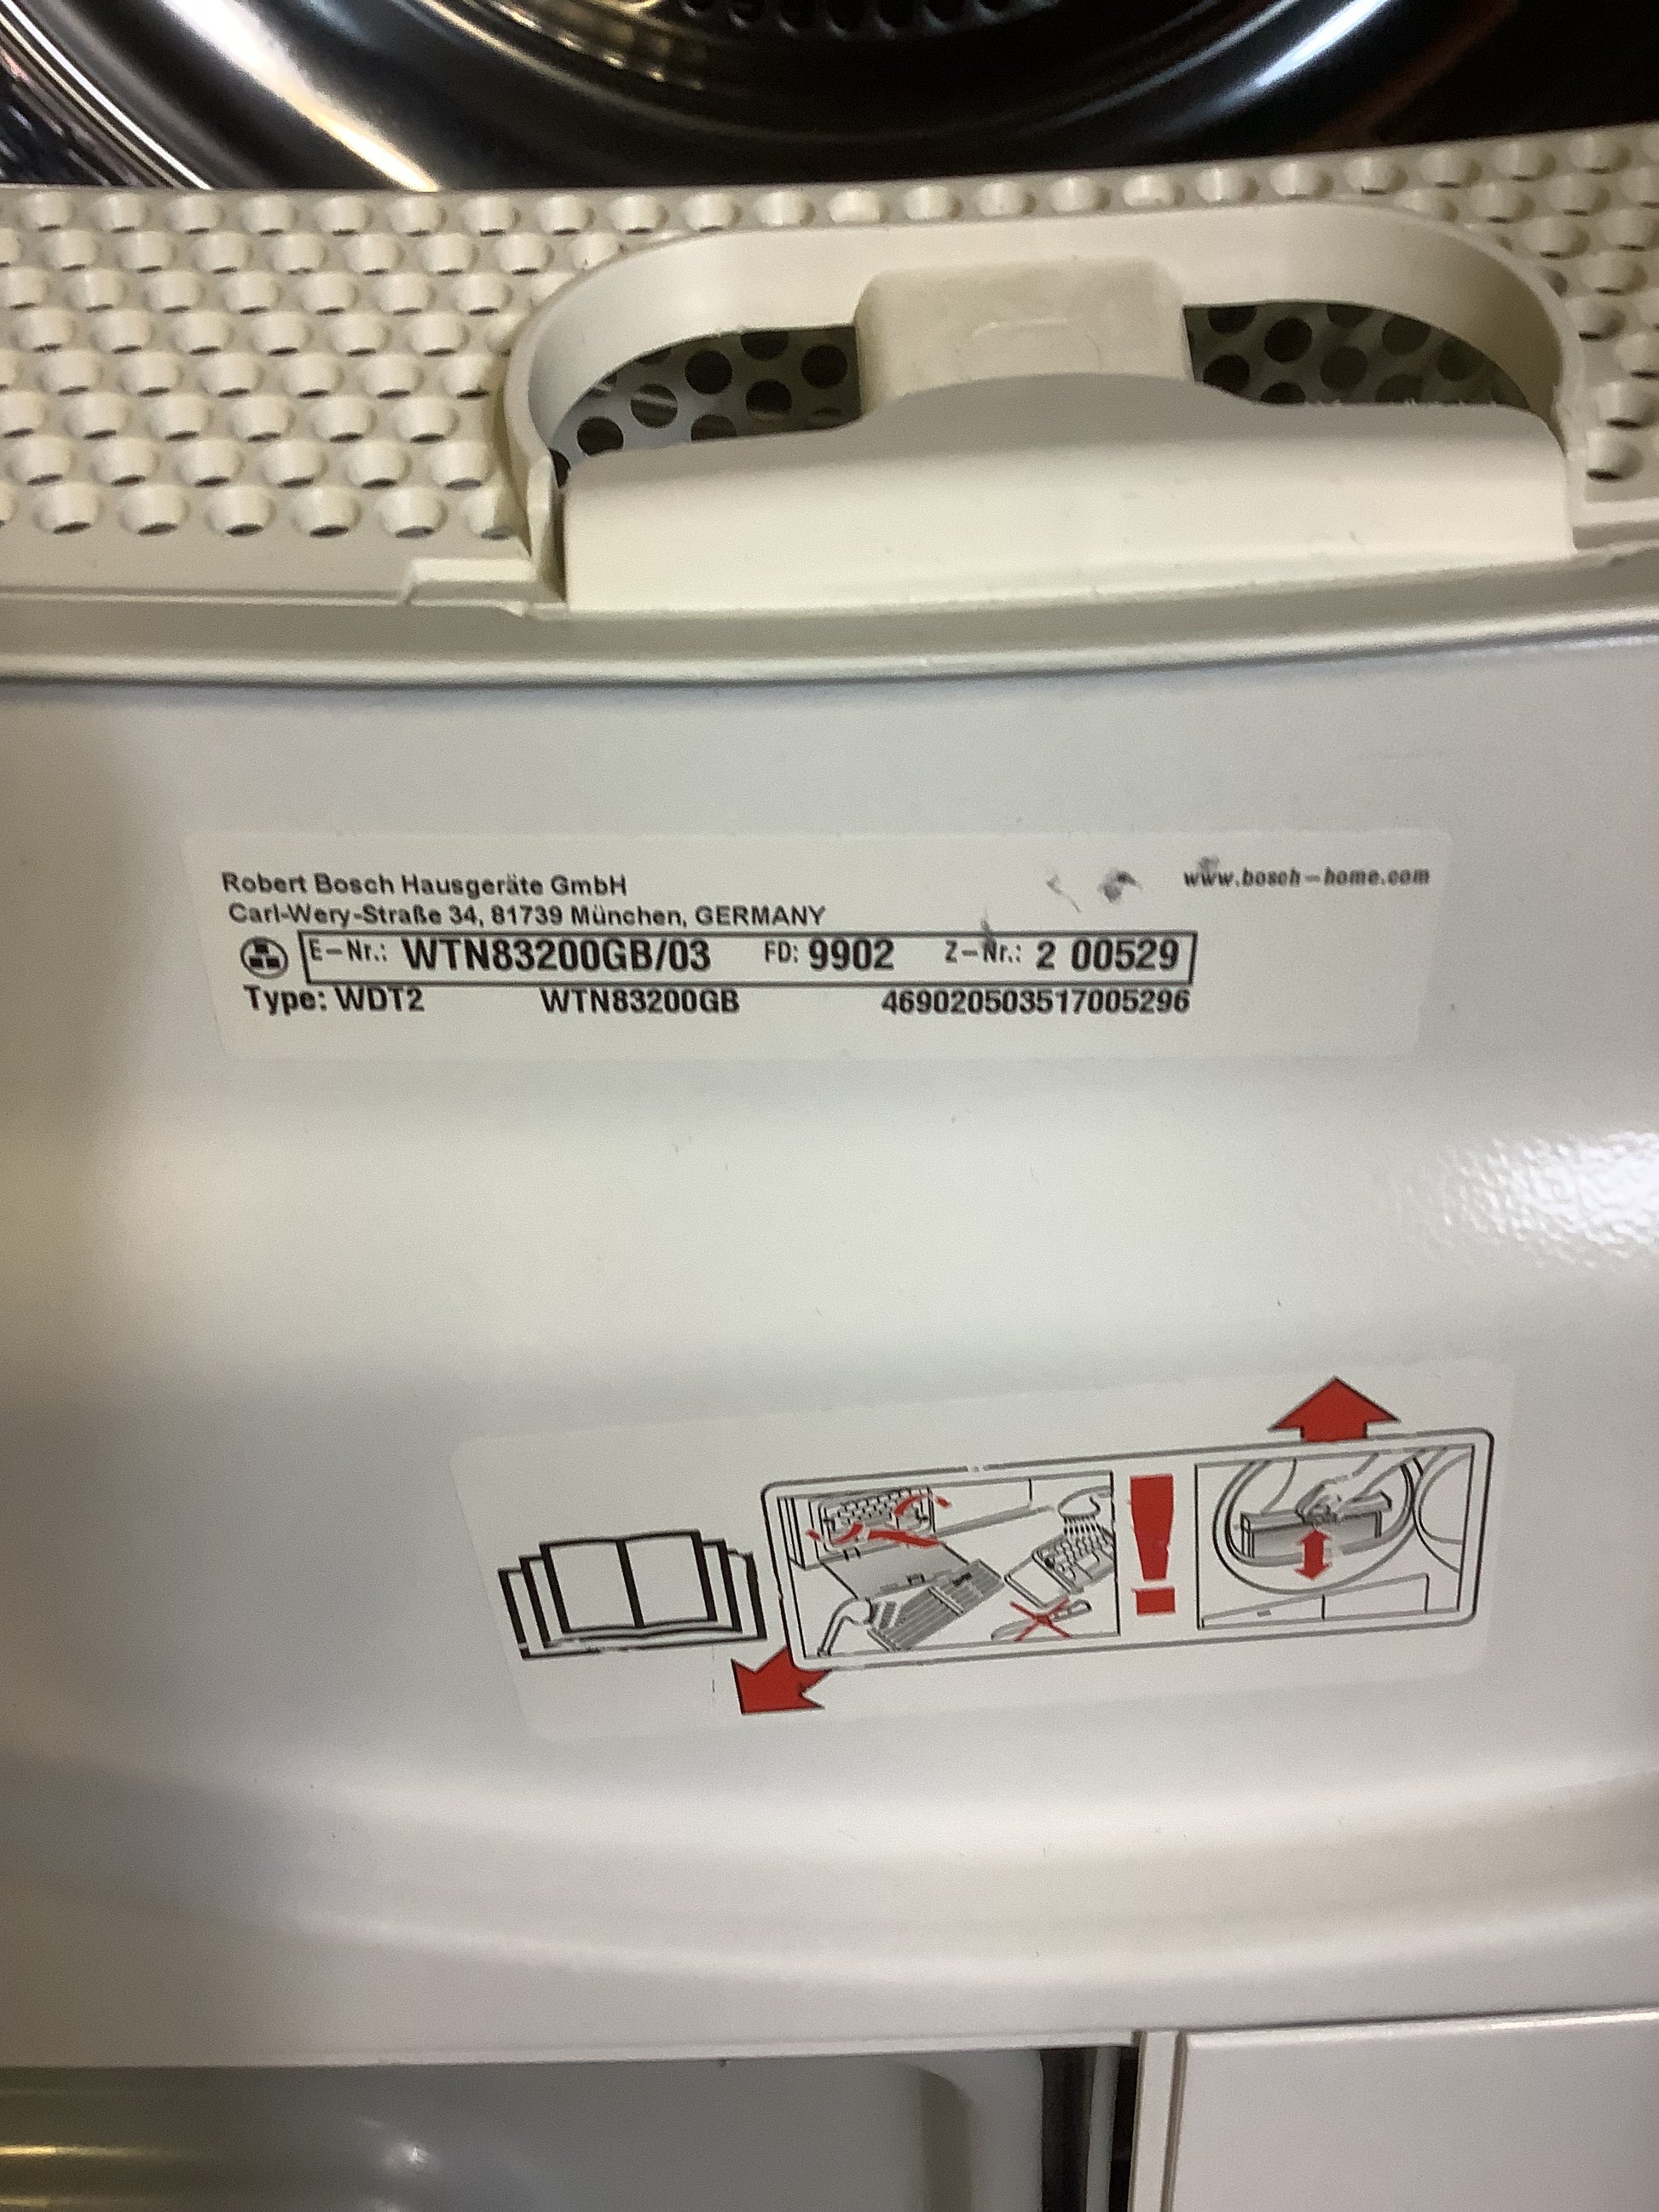 Robert Bosch Hausgeräte GmbH
www.bosch-home.com
Carl-Wery-Straße 34, 81739 München, GERMANY
E-Nr.: WTN83200GB/03 FD: 9902 Z-Nr.: 2 00529
Type: WDT2 WTN83200GB 469020503517005296